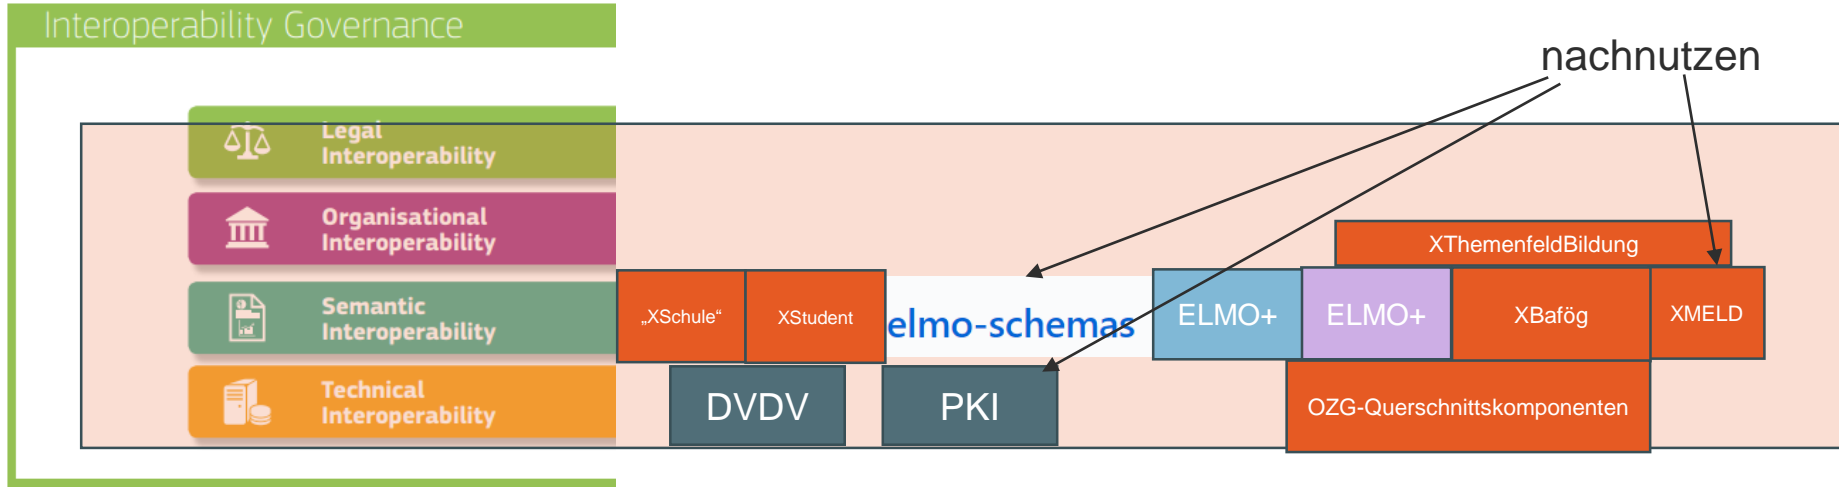 Interoperability Governance
nachnutzen
Legal
Interoperability
Organisational
Interoperability
XThemenfeldBildung
Semantic
Interoperability
„XSchule“
XStudent
elmo-schemas
ELMO+
ELMO+
XBafög
XMELD
Technical
Interoperability
DVDV
PKI
OZG-Querschnittskomponenten